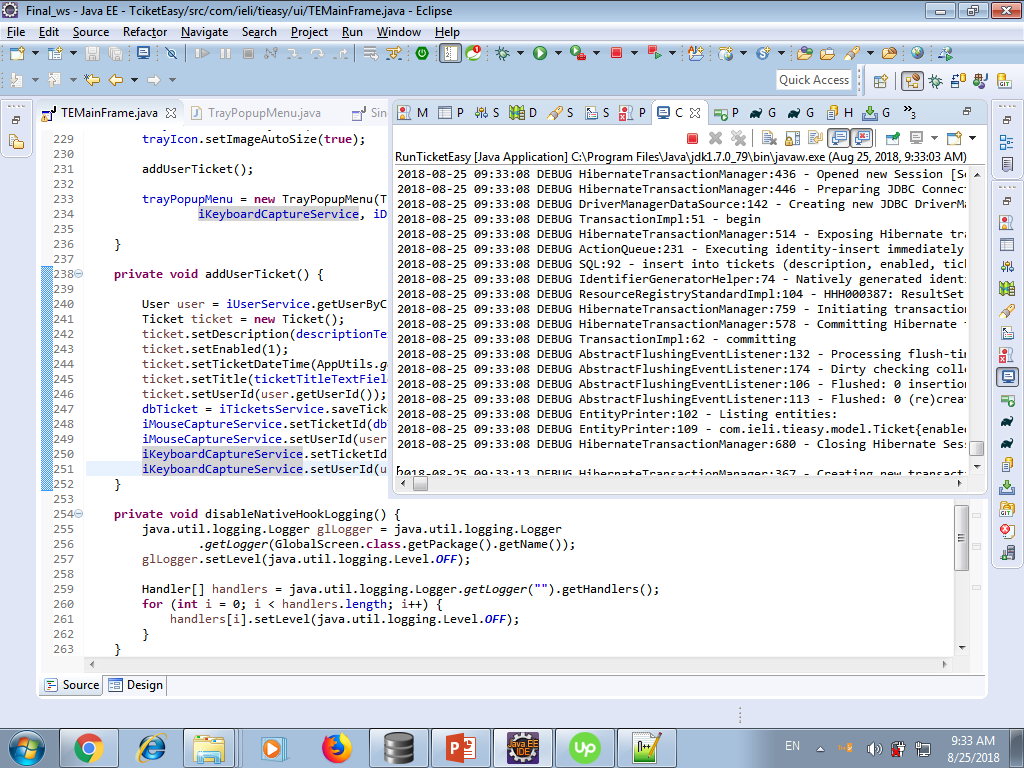 Final_ws - Java EE - TciketEasy/src/com/ieli/tieasy/ui/TEMainFrame.java - Eclipse
File Edit Source Refactor Navigate Search Project Run Window Help
Quick Access
TEMainFrame.java TrayPopupMenu.java Sin
M P S D S S P C P G G H G »3
RunTicketEasy [Java Application] C:\Program Files\Java\jdk1.7.0_79\bin\javaw.exe (Aug 25, 2018, 9:33:03 AM)
2018-08-25 09:33:08 DEBUG HibernateTransactionManager:436 - Opened new Session [Se
2018-08-25 09:33:08 DEBUG HibernateTransactionManager:446 - Preparing JDBC Connect
2018-08-25 09:33:08 DEBUG DriverManagerDataSource:142 - Creating new JDBC DriverMa
2018-08-25 09:33:08 DEBUG TransactionImpl:51 - begin
2018-08-25 09:33:08 DEBUG HibernateTransactionManager:514 - Exposing Hibernate tra
2018-08-25 09:33:08 DEBUG ActionQueue:231 - Executing identity-insert immediately
2018-08-25 09:33:08 DEBUG SQL:92 - insert into tickets (description, enabled, tick
2018-08-25 09:33:08 DEBUG IdentifierGeneratorHelper:74 - Natively generated identi
2018-08-25 09:33:08 DEBUG ResourceRegistryStandardImpl:104 - HHH000387: ResultSet
2018-08-25 09:33:08 DEBUG HibernateTransactionManager:759 - Initiating transaction
2018-08-25 09:33:08 DEBUG HibernateTransactionManager:578 - Committing Hibernate t
2018-08-25 09:33:08 DEBUG TransactionImpl:62 - committing
2018-08-25 09:33:08 DEBUG AbstractFlushingEventListener:132 - Processing flush-tim
2018-08-25 09:33:08 DEBUG AbstractFlushingEventListener:174 - Dirty checking colle
2018-08-25 09:33:08 DEBUG AbstractFlushingEventListener:106 - Flushed: 0 insertion
2018-08-25 09:33:08 DEBUG AbstractFlushingEventListener:113 - Flushed: 0 (re)creat
2018-08-25 09:33:08 DEBUG EntityPrinter:102 - Listing entities:
2018-08-25 09:33:08 DEBUG EntityPrinter:109 - com.ieli.tieasy.model.Ticket{enabled
2018-08-25 09:33:08 DEBUG HibernateTransactionManager:680 - Closing Hibernate Sess
2018-08-25 09:33:13 DEBUG HibernateTransactionManager:367 - Creating new transact
229 trayIcon.setImageAutoSize(true);
230
231 addUserTicket();
232
233 trayPopupMenu = new TrayPopupMenu(T
234 iKeyboardCaptureService, iD
235
236 }
237
238 private void addUserTicket() {
239
240 User user = iUserService.getUserByC
241 Ticket ticket = new Ticket();
242 ticket.setDescription(descriptionTe
243 ticket.setEnabled(1);
244 ticket.setTicketDateTime(AppUtils.g
245 ticket.setTitle(ticketTitleTextFiel
246 ticket.setUserId(user.getUserId());
247 dbTicket = iTicketsService.saveTick
248 iMouseCaptureService.setTicketId(db
249 iMouseCaptureService.setUserId(user
250 iKeyboardCaptureService.setTicketId
251 iKeyboardCaptureService.setUserId(u
252 }
253
254 private void disableNativeHookLogging() {
255 java.util.logging.Logger glLogger = java.util.logging.Logger
256 .getLogger(GlobalScreen.class.getPackage().getName());
257 glLogger.setLevel(java.util.logging.Level.OFF);
258
259 Handler[] handlers = java.util.logging.Logger.getLogger("").getHandlers();
260 for (int i = 0; i < handlers.length; i++) {
261 handlers[i].setLevel(java.util.logging.Level.OFF);
262 }
263 }
Source Design
Java EE IDE
up
EN
9:33 AM
8/25/2018